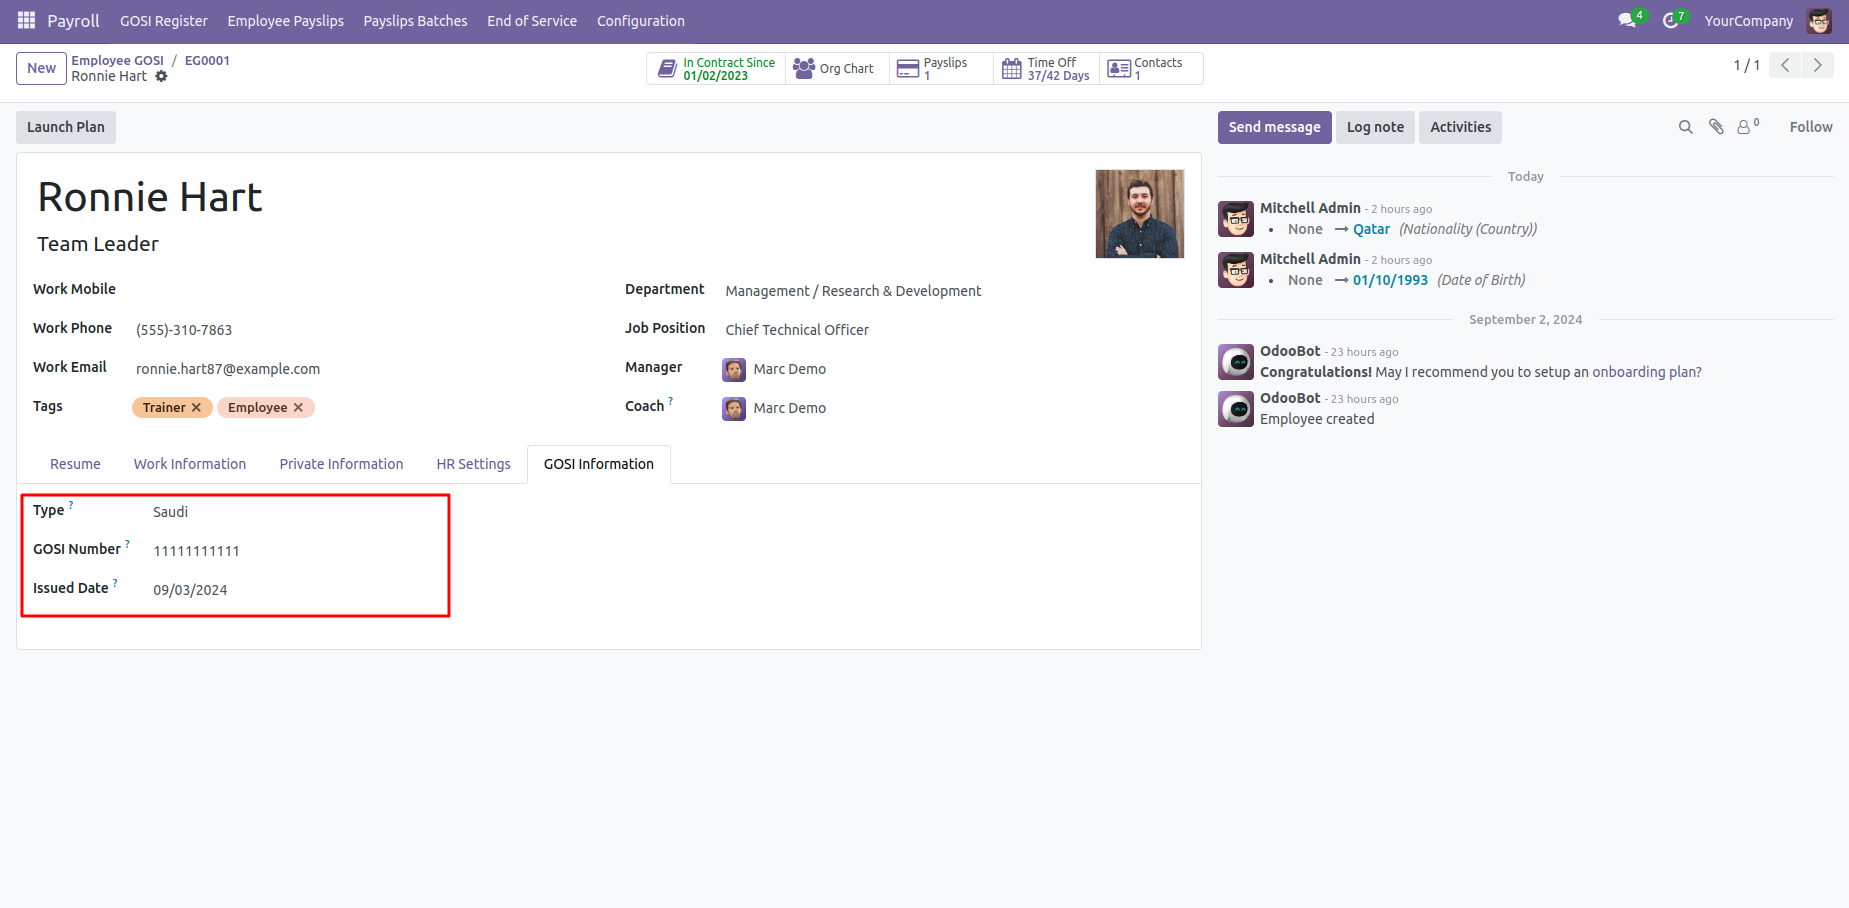 Payroll GOSI Register Employee Payslips Payslips Batches End of Service Configuration 4 7 YourCompany
New Employee GOSI / EG0001
Ronnie Hart
In Contract Since
01/02/2023
Org Chart
Payslips
1
Time Off
37/42 Days
Contacts
1
1 / 1
Launch Plan
Send message Log note Activities 0 Follow
Ronnie Hart
Team Leader
Work Mobile
Work Phone (555)-310-7863
Work Email ronnie.hart87@example.com
Tags Trainer Employee
Department Management / Research & Development
Job Position Chief Technical Officer
Manager Marc Demo
Coach ? Marc Demo
Resume Work Information Private Information HR Settings GOSI Information
Type ? Saudi
GOSI Number ? 11111111111
Issued Date ? 09/03/2024
Today
Mitchell Admin - 2 hours ago
• None → Qatar (Nationality (Country))
Mitchell Admin - 2 hours ago
• None → 01/10/1993 (Date of Birth)
September 2, 2024
OdooBot - 23 hours ago
Congratulations! May I recommend you to setup an onboarding plan?
OdooBot - 23 hours ago
Employee created